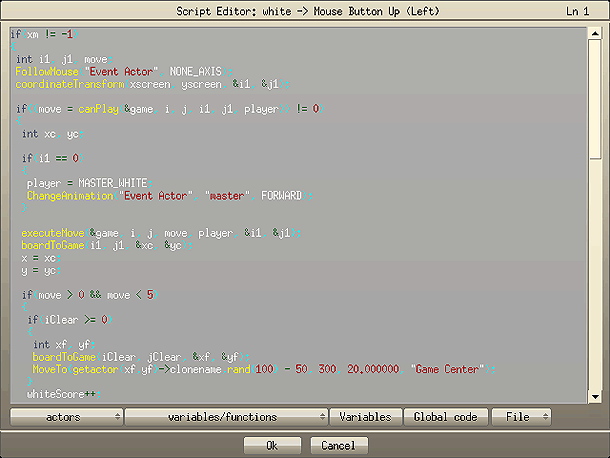 Script Editor: white -> Mouse Button Up (Left)
Ln 1
if(xm != -1)
{
int i1, j1, move;
FollowMouse("Event Actor", NONE_AXIS);
coordinateTransform(xscreen, yscreen, &i1, &j1);
if((move = canPlay(&game, i, j, i1, j1, player)) != 0)
{
int xc, yc;
if(i1 == 0)
{
player = MASTER_WHITE;
ChangeAnimation("Event Actor", "master", FORWARD);
}
executeMove(&game, i, j, move, player, &i1, &j1);
boardToGame(i1, j1, &xc, &yc);
x = xc;
y = yc;
if(move > 0 && move < 5)
{
if(iClear >= 0)
{
int xf, yf;
boardToGame(iClear, jClear, &xf, &yf);
MoveTo(getactor(xf,yf)->clonename,rand(100) - 50, 300, 20.000000, "Game Center");
}
whiteScore++;
actors
variables/functions
Variables
Global code
File
Ok
Cancel